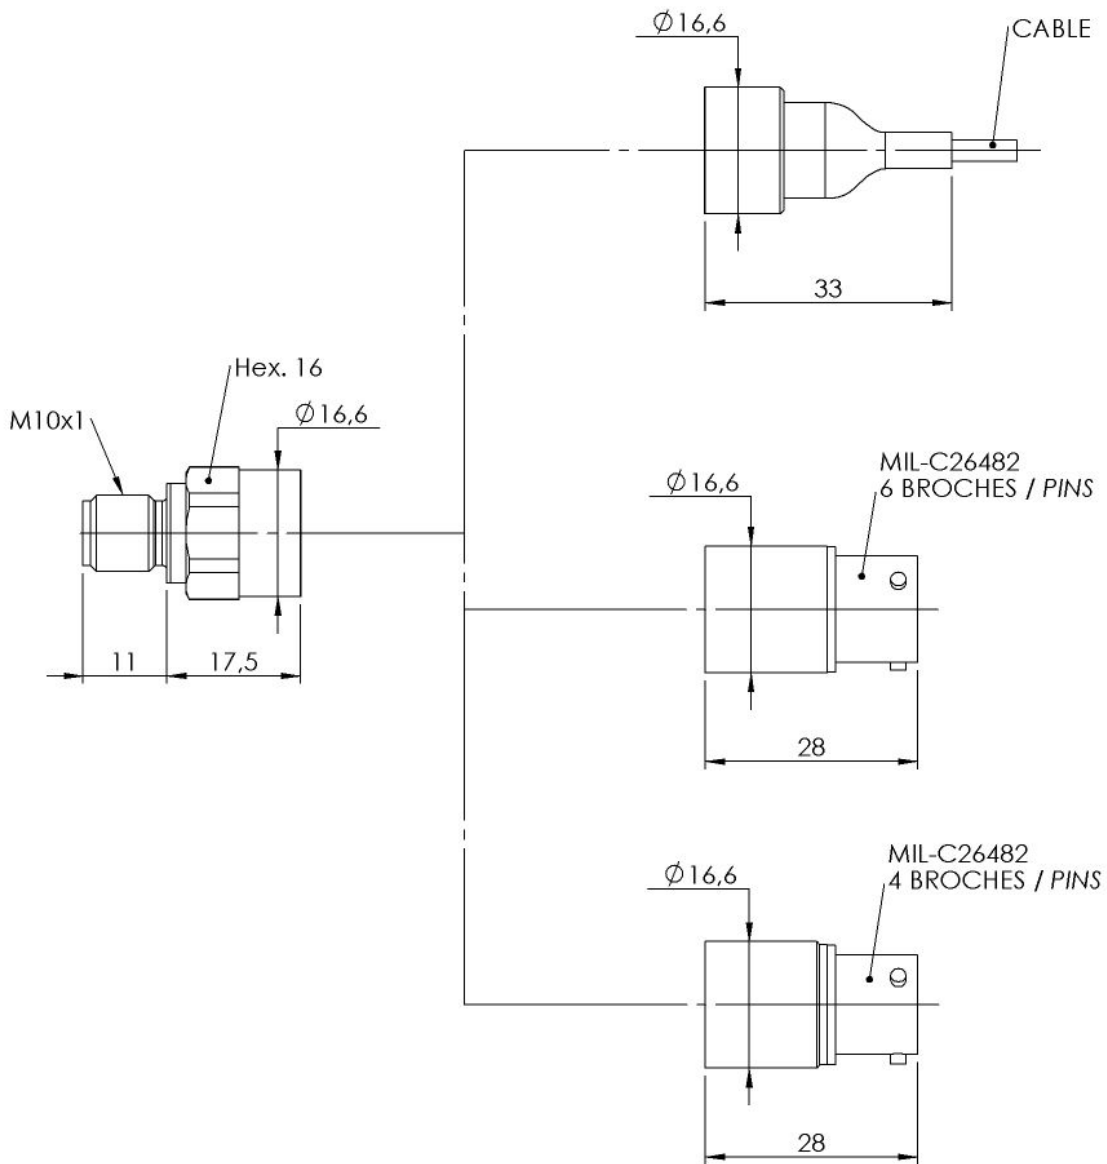 Ø16,6
CABLE
33
Hex. 16
M10x1
Ø16,6
11
17,5
MIL-C26482
6 BROCHES / PINS
Ø16,6
28
MIL-C26482
4 BROCHES / PINS
Ø16,6
28